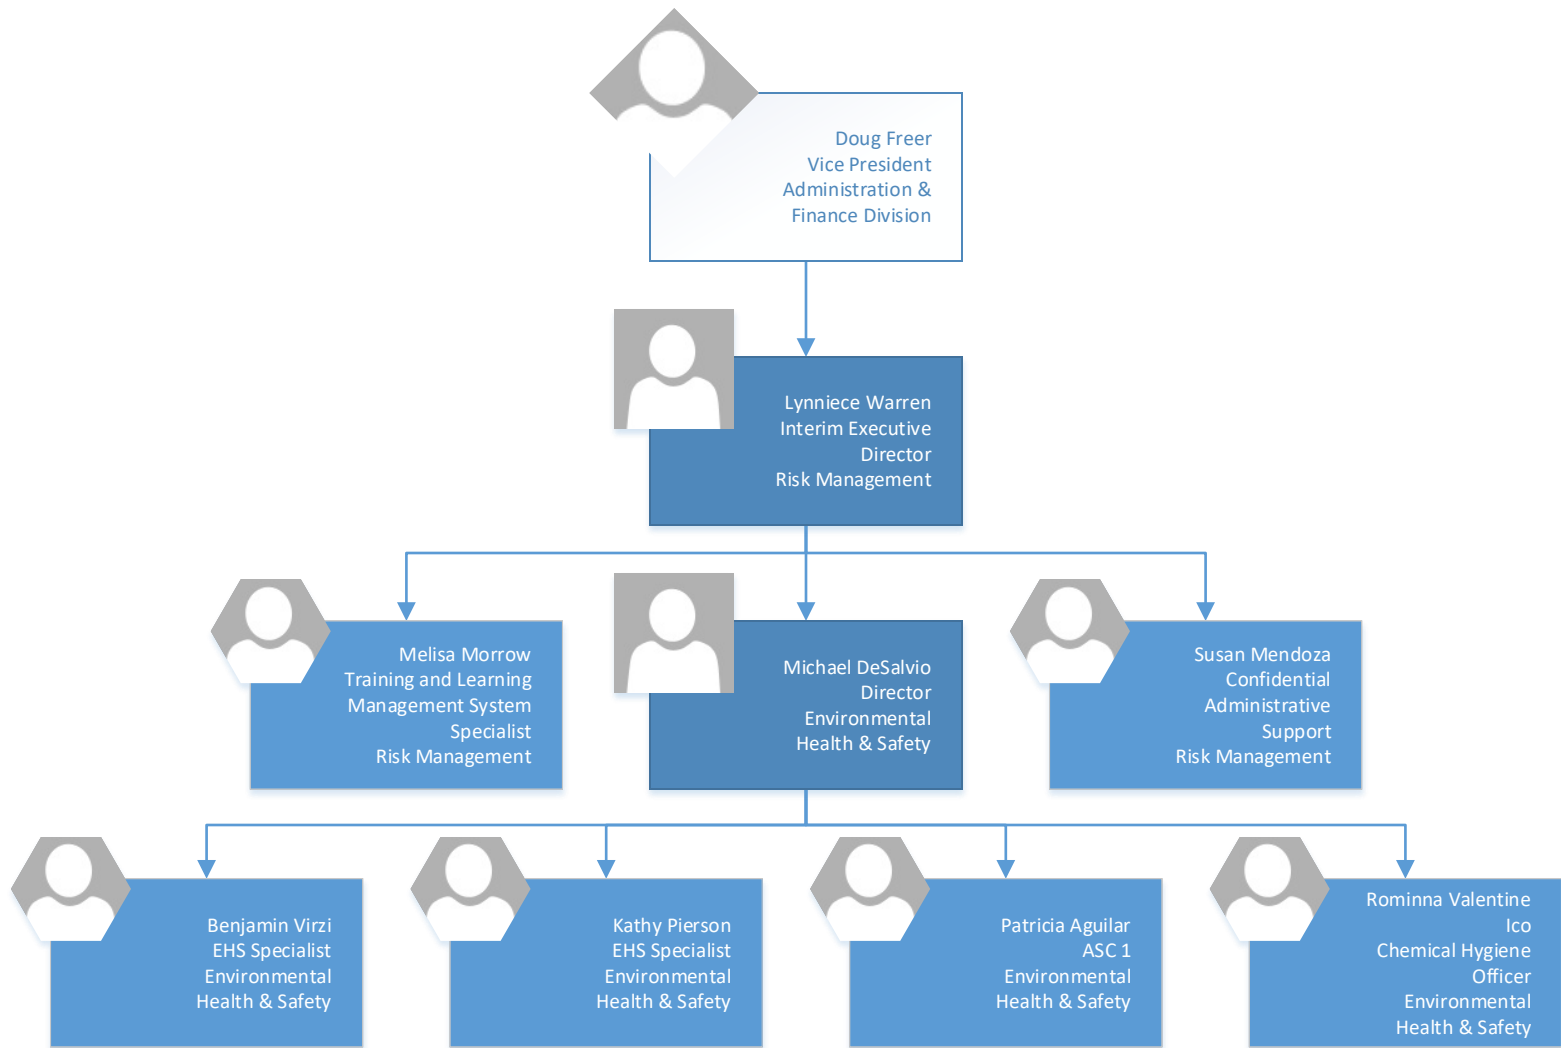 Doug Freer
Vice President
Administration &
Finance Division
Lynniece Warren
Interim Executive
Director
Risk Management
Melisa Morrow
Training and Learning
Management System
Specialist
Risk Management
Michael DeSalvio
Director
Environmental
Health & Safety
Susan Mendoza
Confidential
Administrative
Support
Risk Management
Benjamin Virzi
EHS Specialist
Environmental
Health & Safety
Kathy Pierson
EHS Specialist
Environmental
Health & Safety
Patricia Aguilar
ASC 1
Environmental
Health & Safety
Rominna Valentine
Ico
Chemical Hygiene
Officer
Environmental
Health & Safety